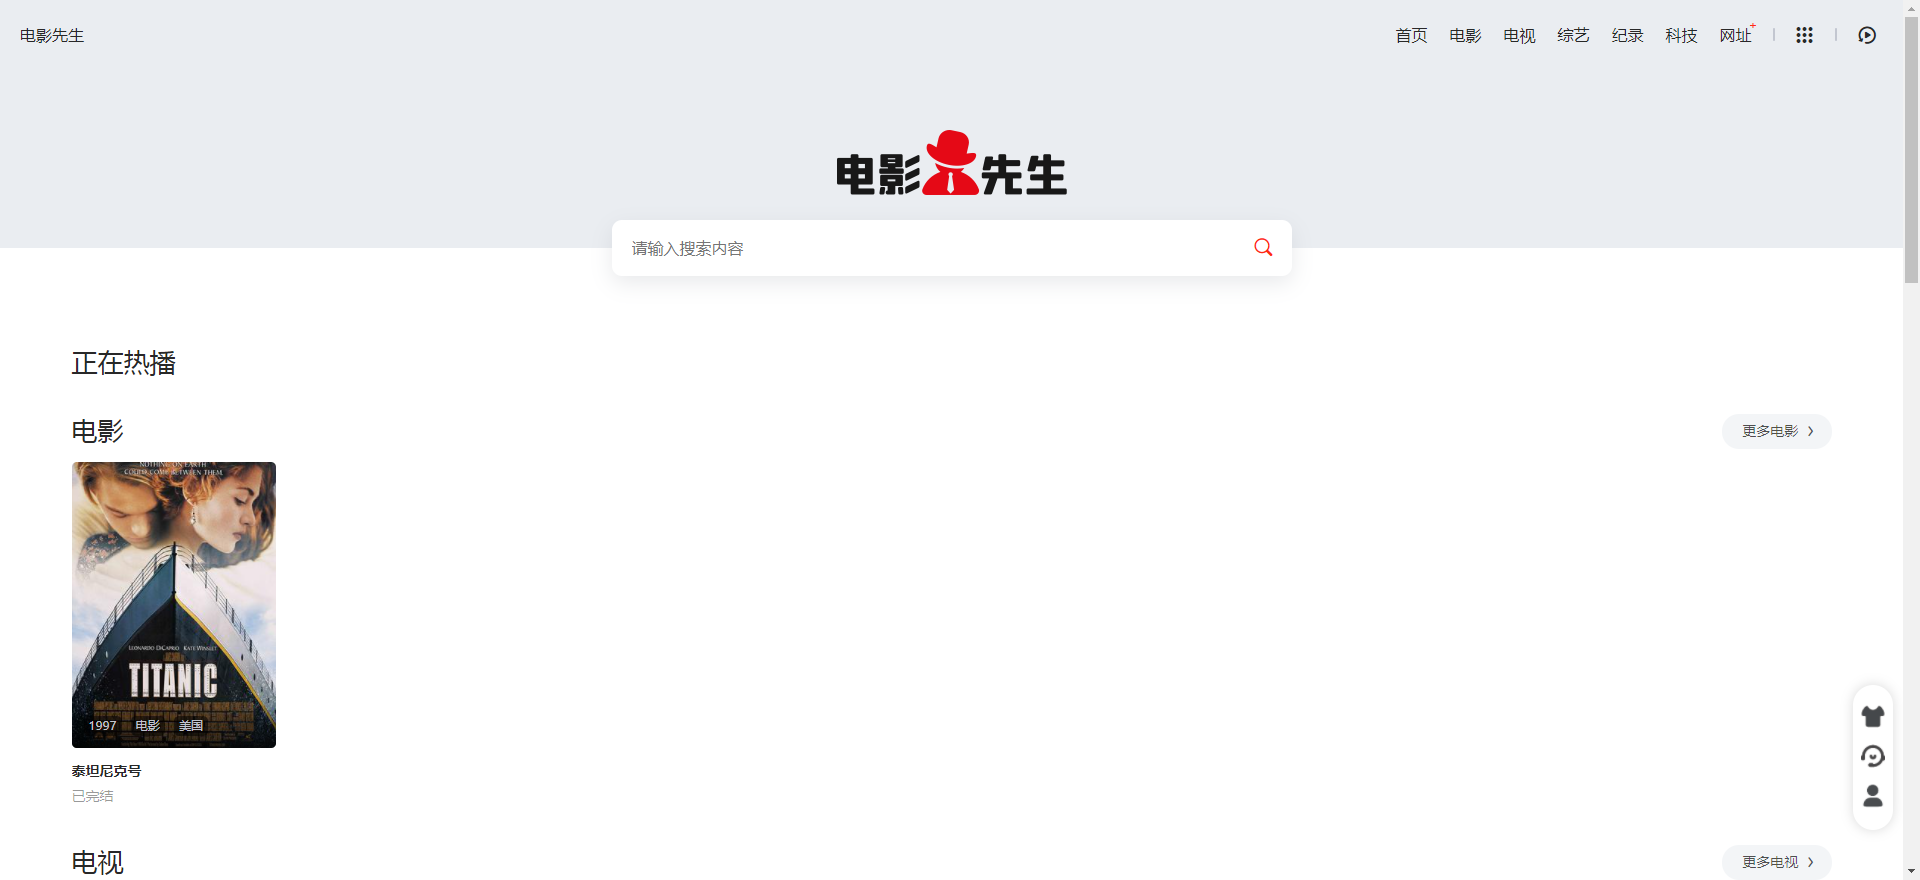 电影先生
首页 电影 电视 综艺 纪录 科技 网址+
电影先生
请输入搜索内容
正在热播
电影
更多电影
NOTHING ON EARTH
COULD COME BETWEEN THEM.
LEONARDO DICAPRIO KATE WINSLET
TITANIC
1997 电影 美国
泰坦尼克号
已完结
电视
更多电视